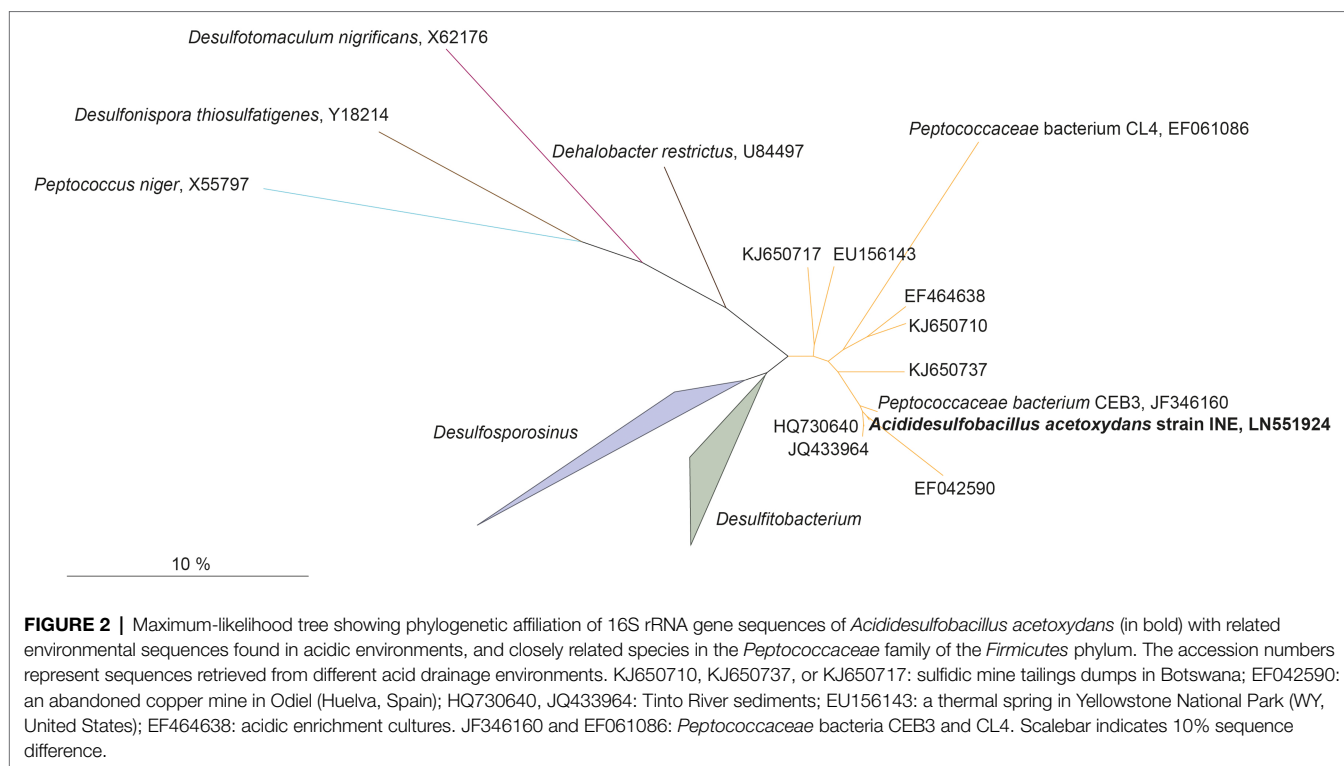 Desulfotomaculum nigrificans, X62176
Desulfonispora thiosulfatigenes, Y18214
Peptococcaceae bacterium CL4, EF061086
Dehalobacter restrictus, U84497
Peptococcus niger, X55797
KJ650717
EU156143
EF464638
KJ650710
KJ650737
Peptococcaceae bacterium CEB3, JF346160
HQ730640
Acididesulfobacillus acetoxydans strain INE, LN551924
JQ433964
Desulfosporosinus
EF042590
Desulfitobacterium
10 %
FIGURE 2 | Maximum-likelihood tree showing phylogenetic affiliation of 16S rRNA gene sequences of Acididesulfobacillus acetoxydans (in bold) with related
environmental sequences found in acidic environments, and closely related species in the Peptococcaceae family of the Firmicutes phylum. The accession numbers
represent sequences retrieved from different acid drainage environments. KJ650710, KJ650737, or KJ650717: sulfidic mine tailings dumps in Botswana; EF042590:
an abandoned copper mine in Odiel (Huelva, Spain); HQ730640, JQ433964: Tinto River sediments; EU156143: a thermal spring in Yellowstone National Park (WY,
United States); EF464638: acidic enrichment cultures. JF346160 and EF061086: Peptococcaceae bacteria CEB3 and CL4. Scalebar indicates 10% sequence
difference.